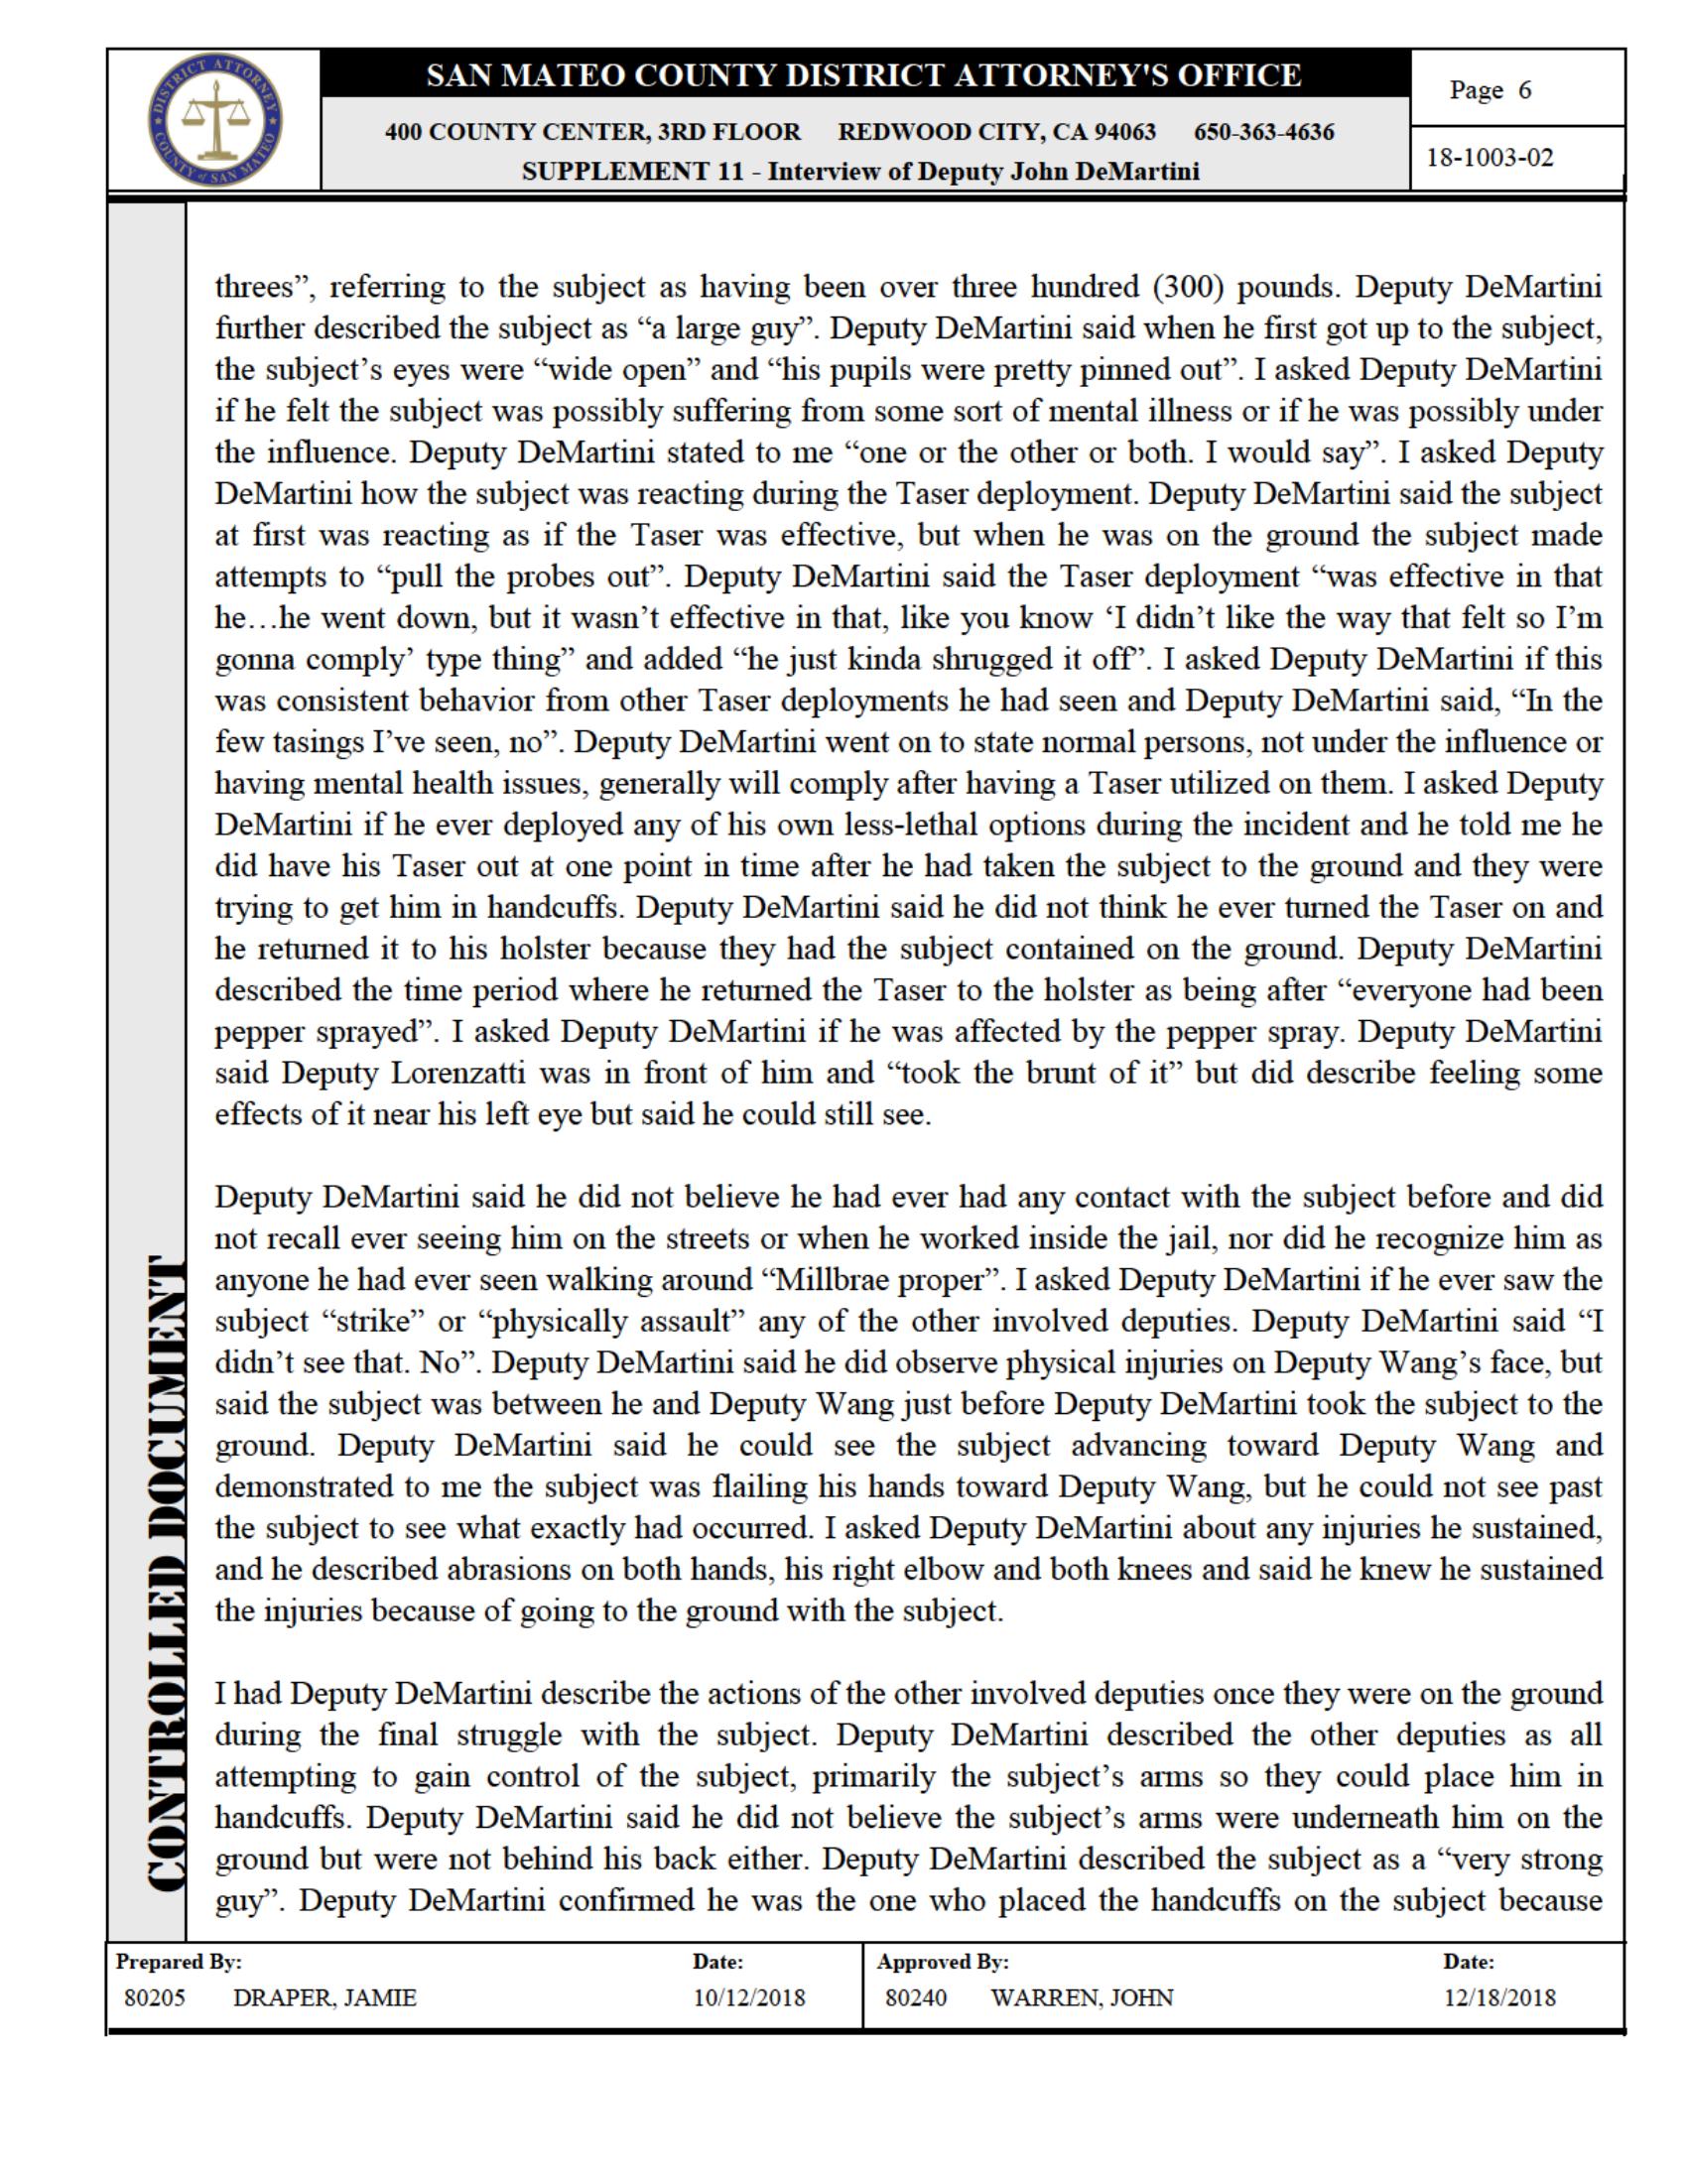 DISTRICT ATTORNEY
COUNTY of SAN MATEO
SAN MATEO COUNTY DISTRICT ATTORNEY'S OFFICE
400 COUNTY CENTER, 3RD FLOOR REDWOOD CITY, CA 94063 650-363-4636
SUPPLEMENT 11 - Interview of Deputy John DeMartini
Page 6
18-1003-02
threes”, referring to the subject as having been over three hundred (300) pounds. Deputy DeMartini
further described the subject as “a large guy”. Deputy DeMartini said when he first got up to the subject,
the subject’s eyes were “wide open” and “his pupils were pretty pinned out”. I asked Deputy DeMartini
if he felt the subject was possibly suffering from some sort of mental illness or if he was possibly under
the influence. Deputy DeMartini stated to me “one or the other or both. I would say”. I asked Deputy
DeMartini how the subject was reacting during the Taser deployment. Deputy DeMartini said the subject
at first was reacting as if the Taser was effective, but when he was on the ground the subject made
attempts to “pull the probes out”. Deputy DeMartini said the Taser deployment “was effective in that
he…he went down, but it wasn’t effective in that, like you know ‘I didn’t like the way that felt so I’m
gonna comply’ type thing” and added “he just kinda shrugged it off”. I asked Deputy DeMartini if this
was consistent behavior from other Taser deployments he had seen and Deputy DeMartini said, “In the
few tasings I’ve seen, no”. Deputy DeMartini went on to state normal persons, not under the influence or
having mental health issues, generally will comply after having a Taser utilized on them. I asked Deputy
DeMartini if he ever deployed any of his own less-lethal options during the incident and he told me he
did have his Taser out at one point in time after he had taken the subject to the ground and they were
trying to get him in handcuffs. Deputy DeMartini said he did not think he ever turned the Taser on and
he returned it to his holster because they had the subject contained on the ground. Deputy DeMartini
described the time period where he returned the Taser to the holster as being after “everyone had been
pepper sprayed”. I asked Deputy DeMartini if he was affected by the pepper spray. Deputy DeMartini
said Deputy Lorenzatti was in front of him and “took the brunt of it” but did describe feeling some
effects of it near his left eye but said he could still see.
Deputy DeMartini said he did not believe he had ever had any contact with the subject before and did
not recall ever seeing him on the streets or when he worked inside the jail, nor did he recognize him as
anyone he had ever seen walking around “Millbrae proper”. I asked Deputy DeMartini if he ever saw the
subject “strike” or “physically assault” any of the other involved deputies. Deputy DeMartini said “I
didn’t see that. No”. Deputy DeMartini said he did observe physical injuries on Deputy Wang’s face, but
said the subject was between he and Deputy Wang just before Deputy DeMartini took the subject to the
ground. Deputy DeMartini said he could see the subject advancing toward Deputy Wang and
demonstrated to me the subject was flailing his hands toward Deputy Wang, but he could not see past
the subject to see what exactly had occurred. I asked Deputy DeMartini about any injuries he sustained,
and he described abrasions on both hands, his right elbow and both knees and said he knew he sustained
the injuries because of going to the ground with the subject.
I had Deputy DeMartini describe the actions of the other involved deputies once they were on the ground
during the final struggle with the subject. Deputy DeMartini described the other deputies as all
attempting to gain control of the subject, primarily the subject’s arms so they could place him in
handcuffs. Deputy DeMartini said he did not believe the subject’s arms were underneath him on the
ground but were not behind his back either. Deputy DeMartini described the subject as a “very strong
guy”. Deputy DeMartini confirmed he was the one who placed the handcuffs on the subject because
CONTROLLED DOCUMENT
Prepared By: Date: Approved By: Date:
80205 DRAPER, JAMIE 10/12/2018 80240 WARREN, JOHN 12/18/2018